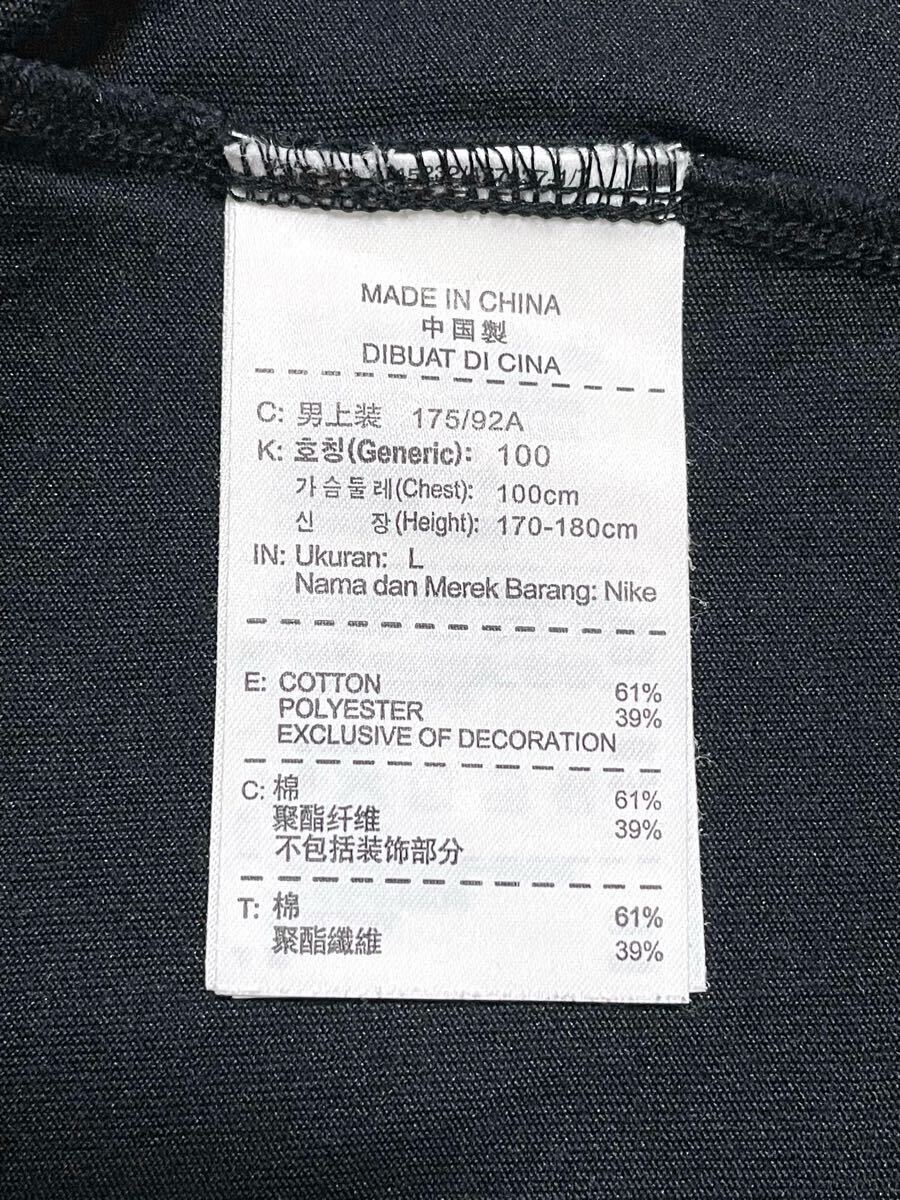 MADE IN CHINA
中国製
DIBUAT DI CINA
C: 男上装 175/92A
K: 호칭(Generic): 100
가슴둘레(Chest): 100cm
신 장(Height): 170-180cm
IN: Ukuran: L
Nama dan Merek Barang: Nike
E: COTTON 61%
POLYESTER 39%
EXCLUSIVE OF DECORATION
C: 棉 61%
聚酯纤维 39%
不包括装饰部分
T: 棉 61%
聚酯纖維 39%